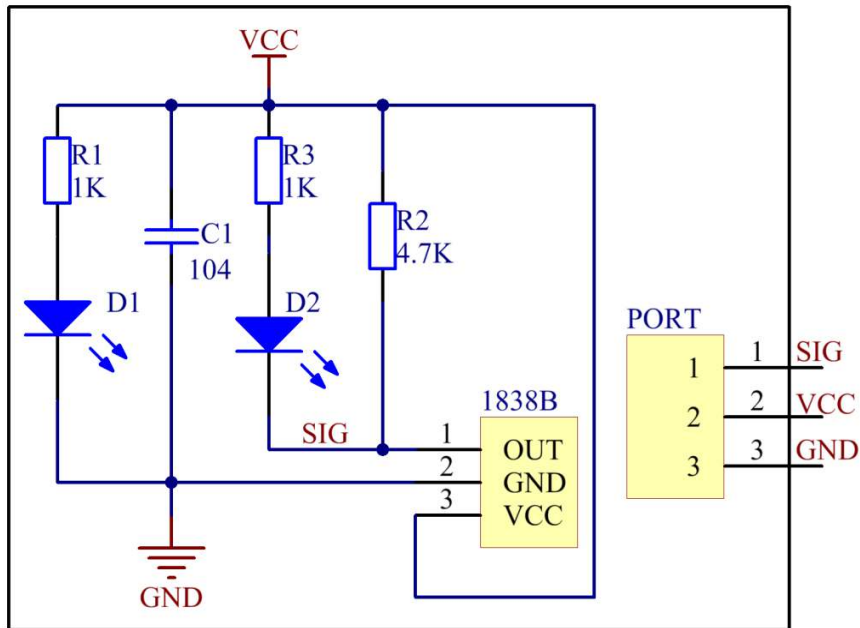 VCC
R1
1K
C1
104
R3
1K
R2
4.7K
D1
D2
SIG
1838B
1 OUT
2 GND
3 VCC
GND
PORT
1 1 SIG
2 2 VCC
3 3 GND